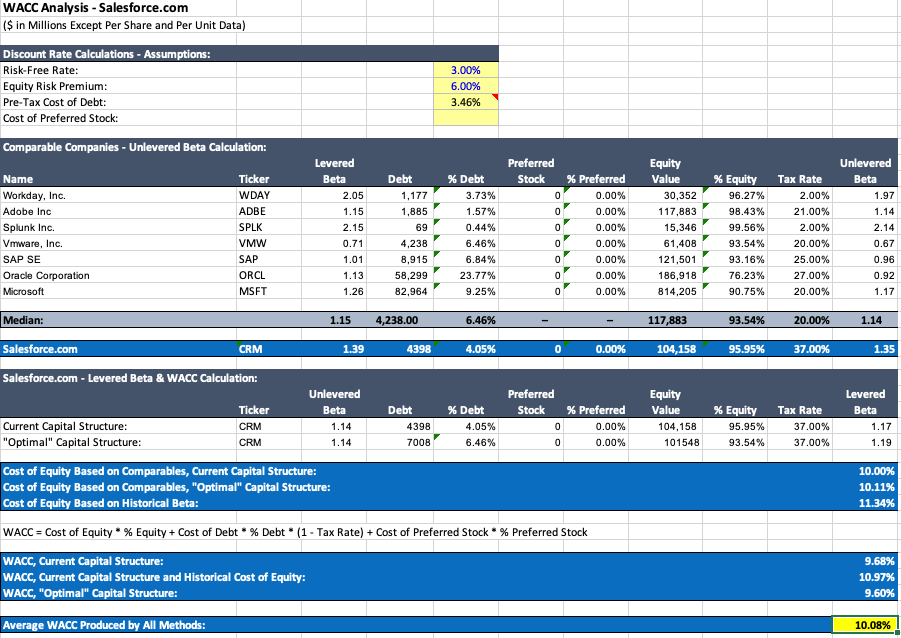 WACC Analysis - Salesforce.com
($ in Millions Except Per Share and Per Unit Data)
Discount Rate Calculations - Assumptions:
Risk-Free Rate: 3.00%
Equity Risk Premium: 6.00%
Pre-Tax Cost of Debt: 3.46%
Cost of Preferred Stock:
Comparable Companies - Unlevered Beta Calculation:
Levered Preferred Equity Unlevered
Name Ticker Beta Debt % Debt Stock % Preferred Value % Equity Tax Rate Beta
Workday, Inc. WDAY 2.05 1,177 3.73% 0 0.00% 30,352 96.27% 2.00% 1.97
Adobe Inc ADBE 1.15 1,885 1.57% 0 0.00% 117,883 98.43% 21.00% 1.14
Splunk Inc. SPLK 2.15 69 0.44% 0 0.00% 15,346 99.56% 2.00% 2.14
Vmware, Inc. VMW 0.71 4,238 6.46% 0 0.00% 61,408 93.54% 20.00% 0.67
SAP SE SAP 1.01 8,915 6.84% 0 0.00% 121,501 93.16% 25.00% 0.96
Oracle Corporation ORCL 1.13 58,299 23.77% 0 0.00% 186,918 76.23% 27.00% 0.92
Microsoft MSFT 1.26 82,964 9.25% 0 0.00% 814,205 90.75% 20.00% 1.17
Median: 1.15 4,238.00 6.46% – – 117,883 93.54% 20.00% 1.14
Salesforce.com CRM 1.39 4398 4.05% 0 0.00% 104,158 95.95% 37.00% 1.35
Salesforce.com - Levered Beta & WACC Calculation:
Unlevered Preferred Equity Levered
Ticker Beta Debt % Debt Stock % Preferred Value % Equity Tax Rate Beta
Current Capital Structure: CRM 1.14 4398 4.05% 0 0.00% 104,158 95.95% 37.00% 1.17
"Optimal" Capital Structure: CRM 1.14 7008 6.46% 0 0.00% 101548 93.54% 37.00% 1.19
Cost of Equity Based on Comparables, Current Capital Structure: 10.00%
Cost of Equity Based on Comparables, "Optimal" Capital Structure: 10.11%
Cost of Equity Based on Historical Beta: 11.34%
WACC = Cost of Equity * % Equity + Cost of Debt * % Debt * (1 - Tax Rate) + Cost of Preferred Stock * % Preferred Stock
WACC, Current Capital Structure: 9.68%
WACC, Current Capital Structure and Historical Cost of Equity: 10.97%
WACC, "Optimal" Capital Structure: 9.60%
Average WACC Produced by All Methods: 10.08%